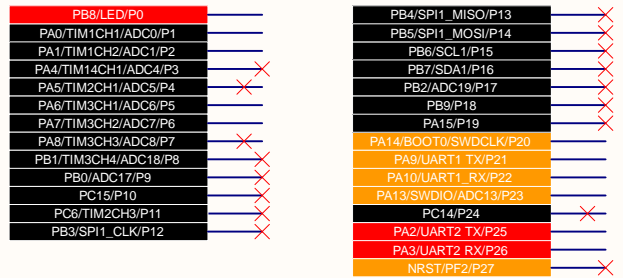 PB8/LED/P0
PA0/TIM1CH1/ADC0/P1
PA1/TIM1CH2/ADC1/P2
PA4/TIM14CH1/ADC4/P3
PA5/TIM2CH1/ADC5/P4
PA6/TIM3CH1/ADC6/P5
PA7/TIM3CH2/ADC7/P6
PA8/TIM3CH3/ADC8/P7
PB1/TIM3CH4/ADC18/P8
PB0/ADC17/P9
PC15/P10
PC6/TIM2CH3/P11
PB3/SPI1_CLK/P12
PB4/SPI1_MISO/P13
PB5/SPI1_MOSI/P14
PB6/SCL1/P15
PB7/SDA1/P16
PB2/ADC19/P17
PB9/P18
PA15/P19
PA14/BOOT0/SWDCLK/P20
PA9/UART1 TX/P21
PA10/UART1_RX/P22
PA13/SWDIO/ADC13/P23
PC14/P24
PA2/UART2 TX/P25
PA3/UART2 RX/P26
NRST/PF2/P27